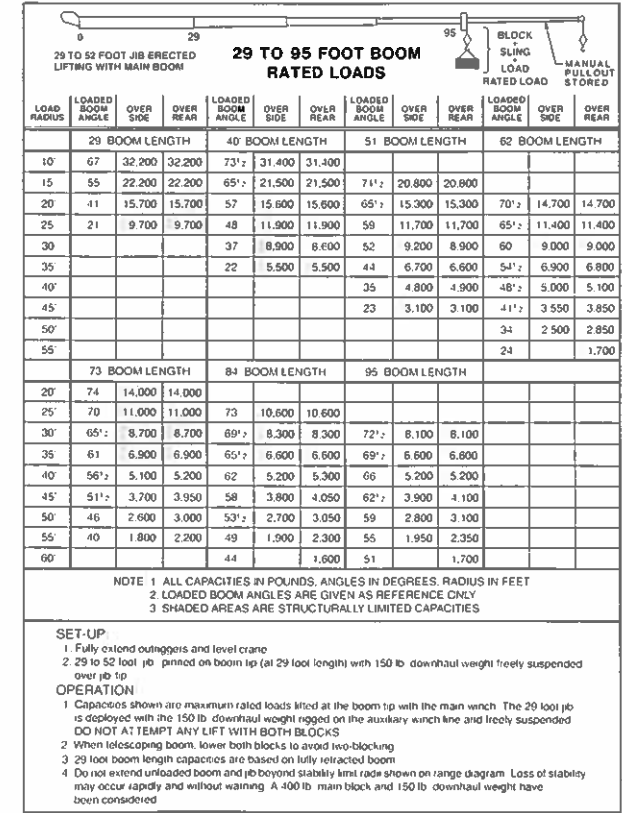 0 29 95
BLOCK
+
SLING
+
LOAD
RATED LOAD
MANUAL
PULLOUT
STORED
29 TO 52 FOOT JIB ERECTED
LIFTING WITH MAIN BOOM
29 TO 95 FOOT BOOM
RATED LOADS
LOAD RADIUS LOADED BOOM ANGLE OVER SIDE OVER REAR LOADED BOOM ANGLE OVER SIDE OVER REAR LOADED BOOM ANGLE OVER SIDE OVER REAR LOADED BOOM ANGLE OVER SIDE OVER REAR
29 BOOM LENGTH 40' BOOM LENGTH 51 BOOM LENGTH 62 BOOM LENGTH
10' 67 32,200 32,200 73½ 31,400 31,400
15 55 22,200 22,200 65½ 21,500 21,500 71½ 20,800 20,800
20' 41 15,700 15,700 57 15,600 15,600 65½ 15,300 15,300 70½ 14,700 14,700
25 21 9,700 9,700 48 11,900 11,900 59 11,700 11,700 65½ 11,400 11,400
30 37 8,900 8,600 52 9,200 8,900 60 9,000 9,000
35' 22 5,500 5,500 44 6,700 6,600 54½ 6,900 6,800
40' 35 4,800 4,900 48½ 5,000 5,100
45' 23 3,100 3,100 41½ 3 550 3,850
50' 34 2 500 2,850
55' 24 1,700
73 BOOM LENGTH 84 BOOM LENGTH 95 BOOM LENGTH
20' 74 14,000 14,000
25' 70 11,000 11,000 73 10,600 10,600
30' 65½ 8,700 8,700 69½ 8,300 8,300 72½ 8,100 8,100
35 61 6,900 6,900 65½ 6,600 6,600 69½ 6,600 6,600
40' 56½ 5,100 5,200 62 5,200 5,300 66 5,200 5,200
45' 51½ 3,700 3,950 58 3,800 4,050 62½ 3,900 4,100
50' 46 2,600 3,000 53½ 2,700 3,050 59 2,800 3,100
55' 40 1,800 2,200 49 1,900 2,300 55 1,950 2,350
60' 44 1,600 51 1,700
NOTE 1 ALL CAPACITIES IN POUNDS, ANGLES IN DEGREES, RADIUS IN FEET
2 LOADED BOOM ANGLES ARE GIVEN AS REFERENCE ONLY
3 SHADED AREAS ARE STRUCTURALLY LIMITED CAPACITIES
SET-UP
1. Fully extend outriggers and level crane
2. 29 to 52 foot jib pinned on boom tip (at 29 foot length) with 150 lb downhaul weight freely suspended
over jib tip
OPERATION
1 Capacities shown are maximum rated loads lifted at the boom tip with the main winch The 29 foot jib
is deployed with the 150 lb downhaul weight rigged on the auxiliary winch line and freely suspended
DO NOT ATTEMPT ANY LIFT WITH BOTH BLOCKS
2 When telescoping boom, lower both blocks to avoid two-blocking
3 29 foot boom length capacities are based on fully retracted boom
4 Do not extend unloaded boom and jib beyond stability limit radii shown on range diagram Loss of stability
may occur rapidly and without warning A 400 lb main block and 150 lb downhaul weight have
been considered